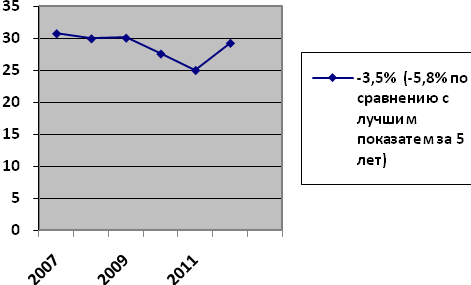 35
30
25
20
15
10
5
0
2007
2009
2011
-3,5% (-5,8% по
сравнению с
лучшим
показатем за 5
лет)